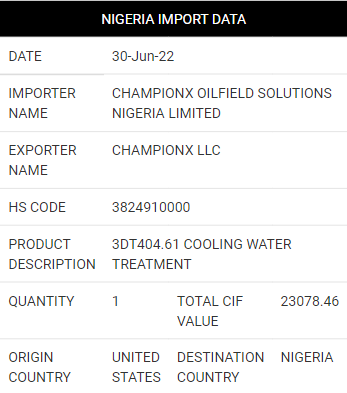 NIGERIA IMPORT DATA
DATE 30-Jun-22
IMPORTER NAME CHAMPIONX OILFIELD SOLUTIONS NIGERIA LIMITED
EXPORTER NAME CHAMPIONX LLC
HS CODE 3824910000
PRODUCT DESCRIPTION 3DT404.61 COOLING WATER TREATMENT
QUANTITY 1 TOTAL CIF VALUE 23078.46
ORIGIN COUNTRY UNITED STATES DESTINATION COUNTRY NIGERIA